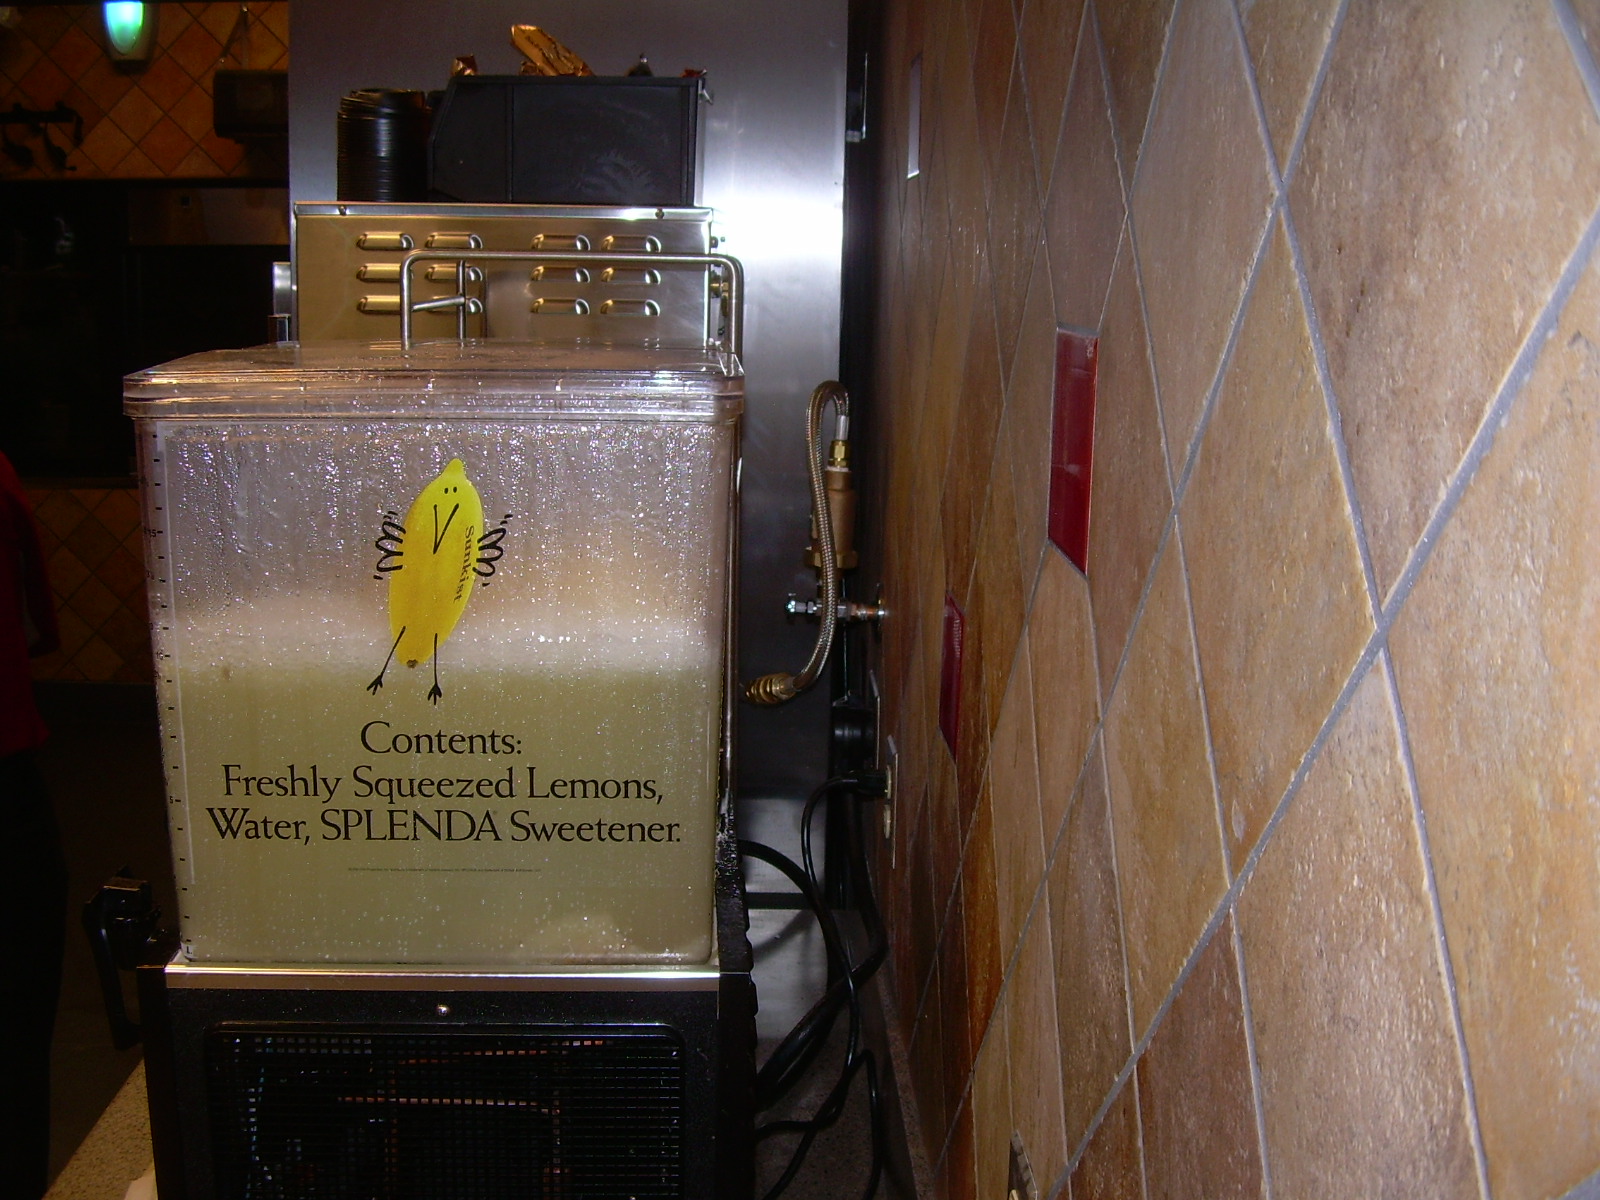 Sunkist
Contents:
Freshly Squeezed Lemons,
Water, SPLENDA Sweetener.